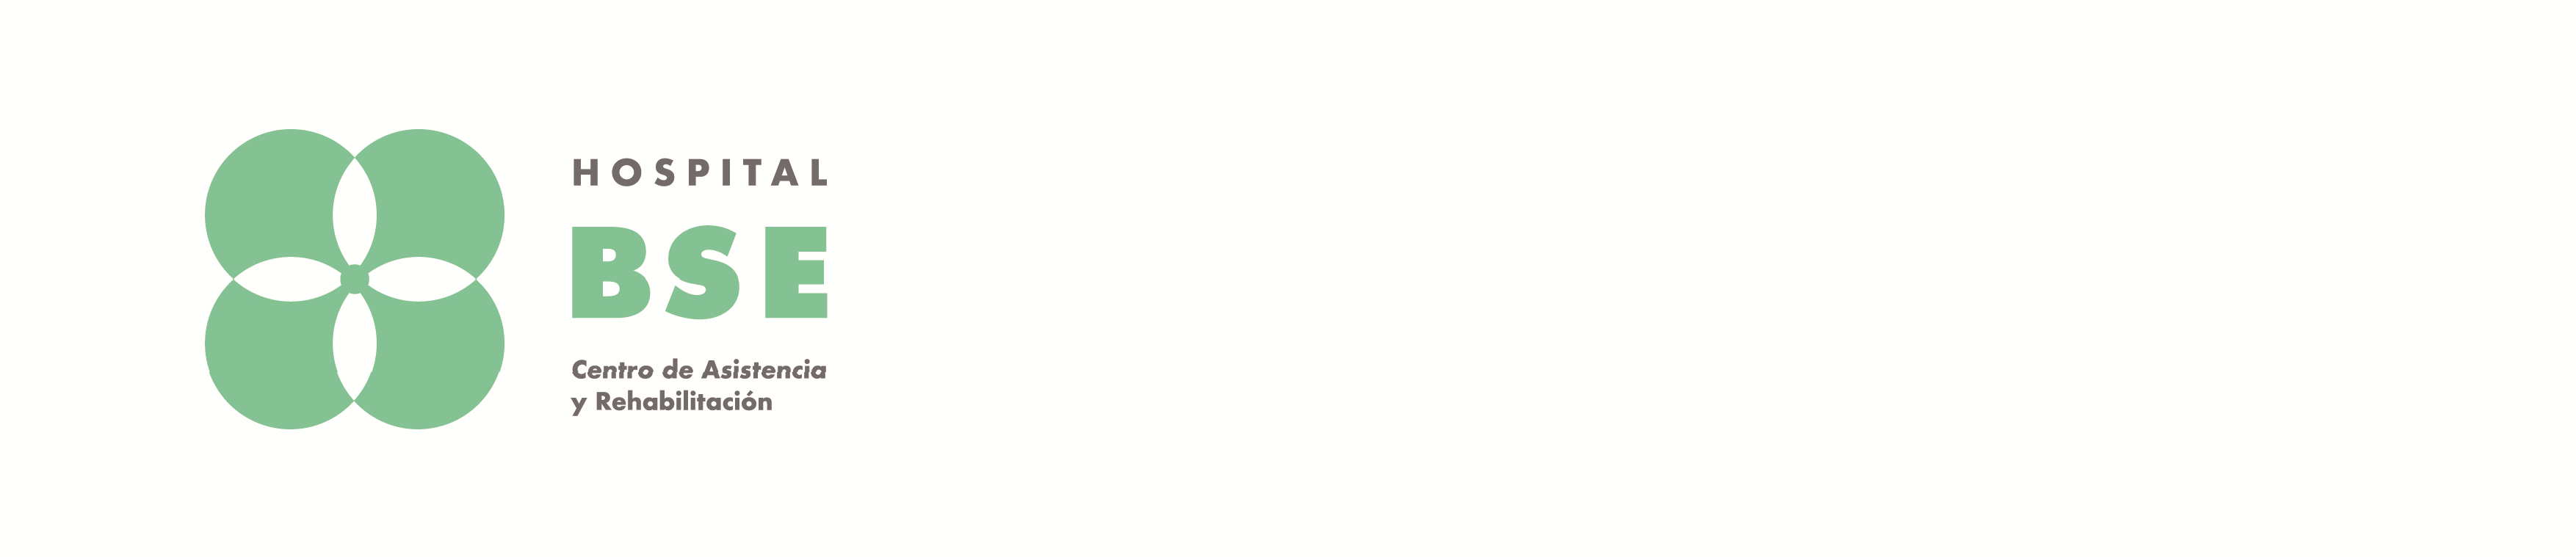 HOSPITAL
BSE
Centro de Asistencia
y Rehabilitación